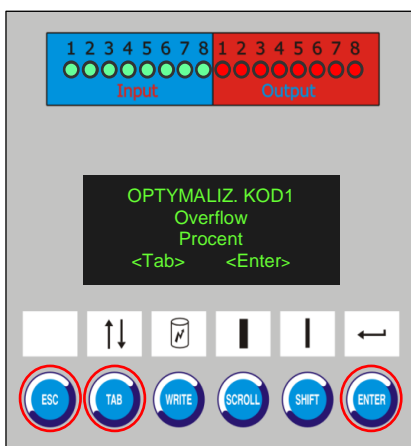 1 2 3 4 5 6 7 8 1 2 3 4 5 6 7 8
Input Output
OPTYMALIZ. KOD1
Overflow
Procent
<Tab> <Enter>
ESC TAB WRITE SCROLL SHIFT ENTER